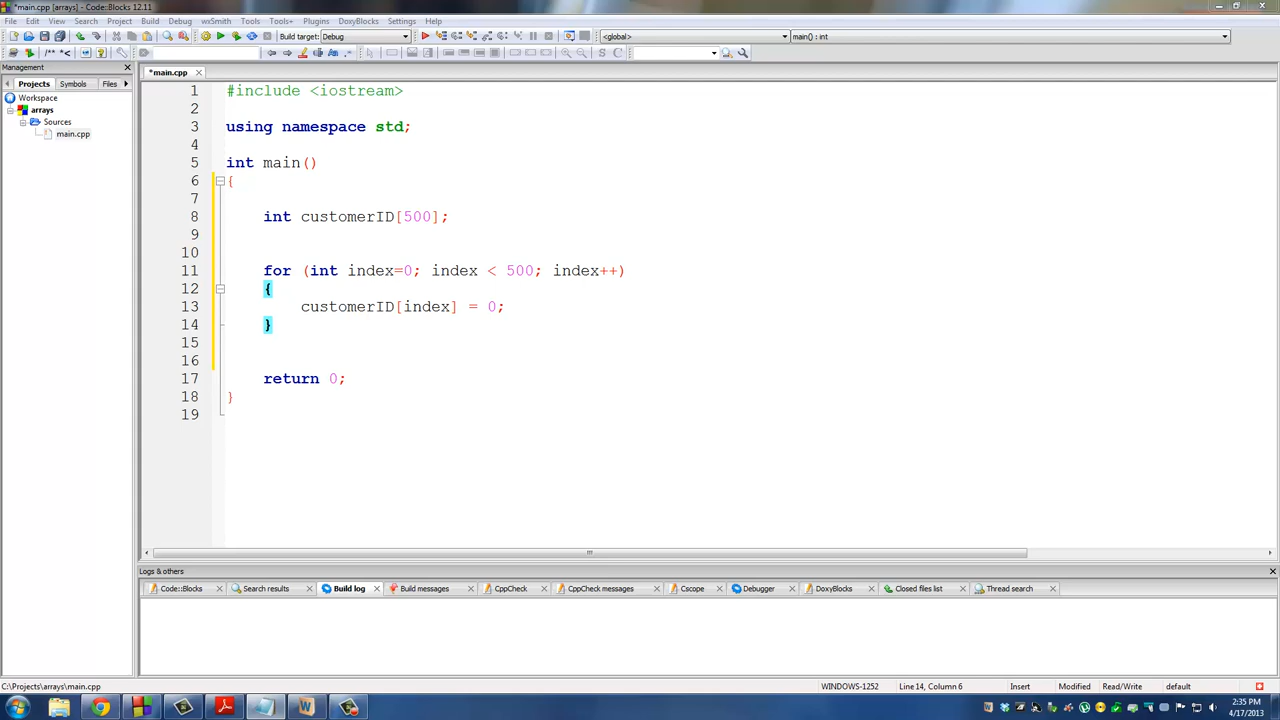 *main.cpp [arrays] - Code::Blocks 12.11
File Edit View Search Project Build Debug wxSmith Tools Tools+ Plugins DoxyBlocks Settings Help
Build target: Debug <global> main() : int
/** *<
Management
Projects Symbols Files
Workspace
arrays
Sources
main.cpp
*main.cpp
1 #include <iostream>
2
3 using namespace std;
4
5 int main()
6 {
7
8 int customerID[500];
9
10
11 for (int index=0; index < 500; index++)
12 {
13 customerID[index] = 0;
14 }
15
16
17 return 0;
18 }
19
Logs & others
Code::Blocks Search results Build log Build messages CppCheck CppCheck messages Cscope Debugger DoxyBlocks Closed files list Thread search
C:\Projects\arrays\main.cpp WINDOWS-1252 Line 14, Column 6 Insert Modified Read/Write default
2:35 PM
4/17/2013